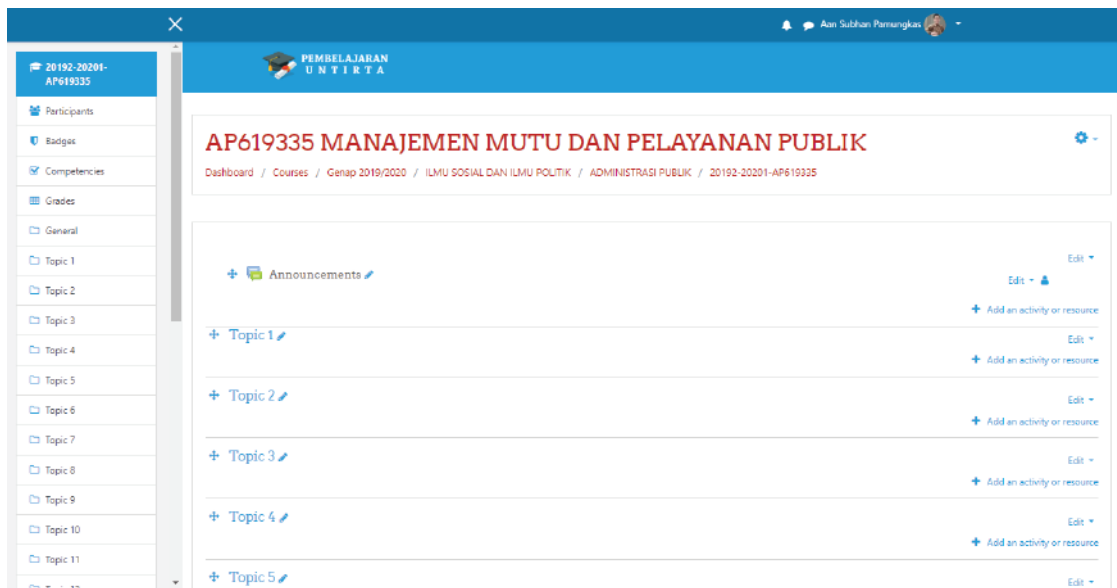 Aan Subhan Pamungkas
20192-20201-
AP619335
Participants
Badges
Competencies
Grades
General
Topic 1
Topic 2
Topic 3
Topic 4
Topic 5
Topic 6
Topic 7
Topic 8
Topic 9
Topic 10
Topic 11
PEMBELAJARAN
UNTIRTA
AP619335 MANAJEMEN MUTU DAN PELAYANAN PUBLIK
Dashboard / Courses / Genap 2019/2020 / ILMU SOSIAL DAN ILMU POLITIK / ADMINISTRASI PUBLIK / 20192-20201-AP619335
Edit
Announcements
Edit
+ Add an activity or resource
Topic 1
Edit
+ Add an activity or resource
Topic 2
Edit
+ Add an activity or resource
Topic 3
Edit
+ Add an activity or resource
Topic 4
Edit
+ Add an activity or resource
Topic 5
Edit